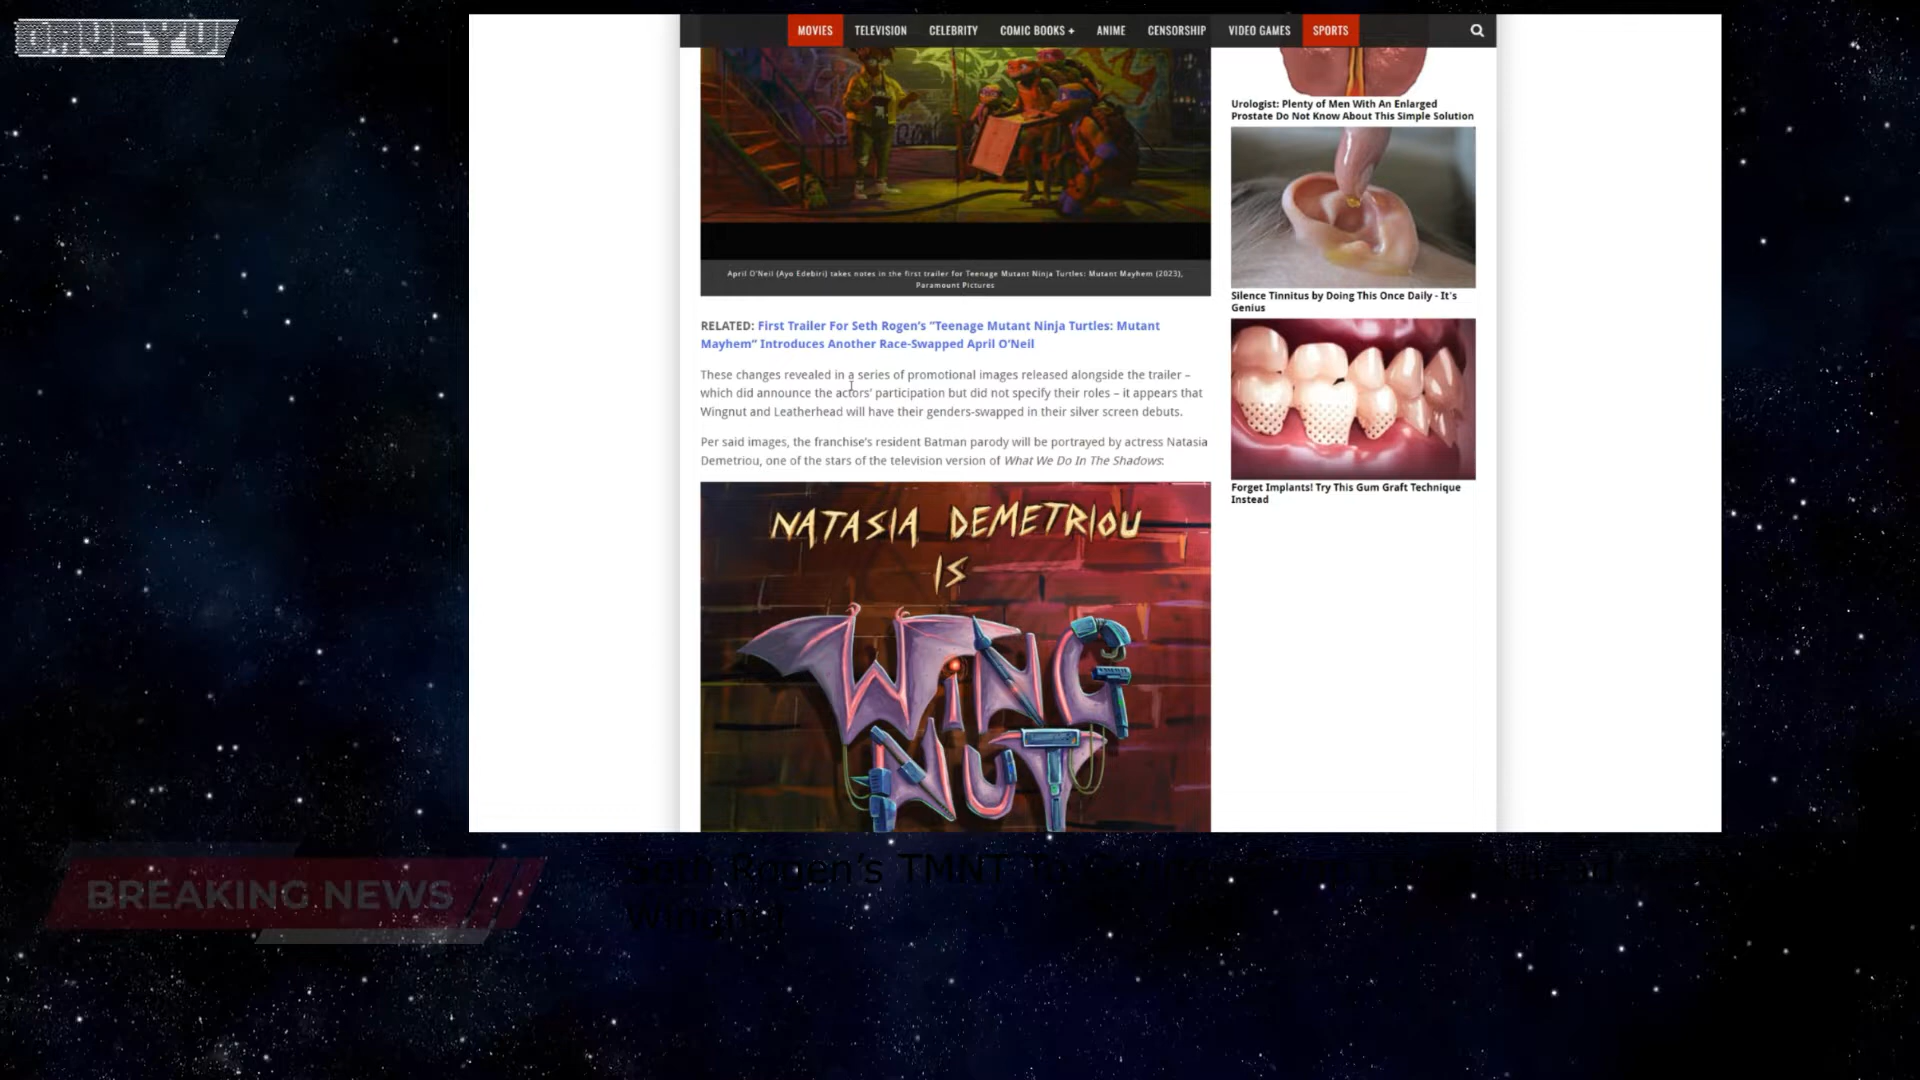 DAVEYU
MOVIES TELEVISION CELEBRITY COMIC BOOKS + ANIME CENSORSHIP VIDEO GAMES SPORTS
April O'Neil (Ayo Edebiri) takes notes in the first trailer for Teenage Mutant Ninja Turtles: Mutant Mayhem (2023),
Paramount Pictures
RELATED: First Trailer For Seth Rogen's "Teenage Mutant Ninja Turtles: Mutant
Mayhem" Introduces Another Race-Swapped April O'Neil
These changes revealed in a series of promotional images released alongside the trailer –
which did announce the actors' participation but did not specify their roles – it appears that
Wingnut and Leatherhead will have their genders-swapped in their silver screen debuts.
Per said images, the franchise's resident Batman parody will be portrayed by actress Natasia
Demetriou, one of the stars of the television version of What We Do In The Shadows:
NATASIA DEMETRIOU
IS
WiNG
NUT
Urologist: Plenty of Men With An Enlarged
Prostate Do Not Know About This Simple Solution
Silence Tinnitus by Doing This Once Daily - It's
Genius
Forget Implants! Try This Gum Graft Technique
Instead
BREAKING NEWS
Seth Rogen's TMNT
Wingnut